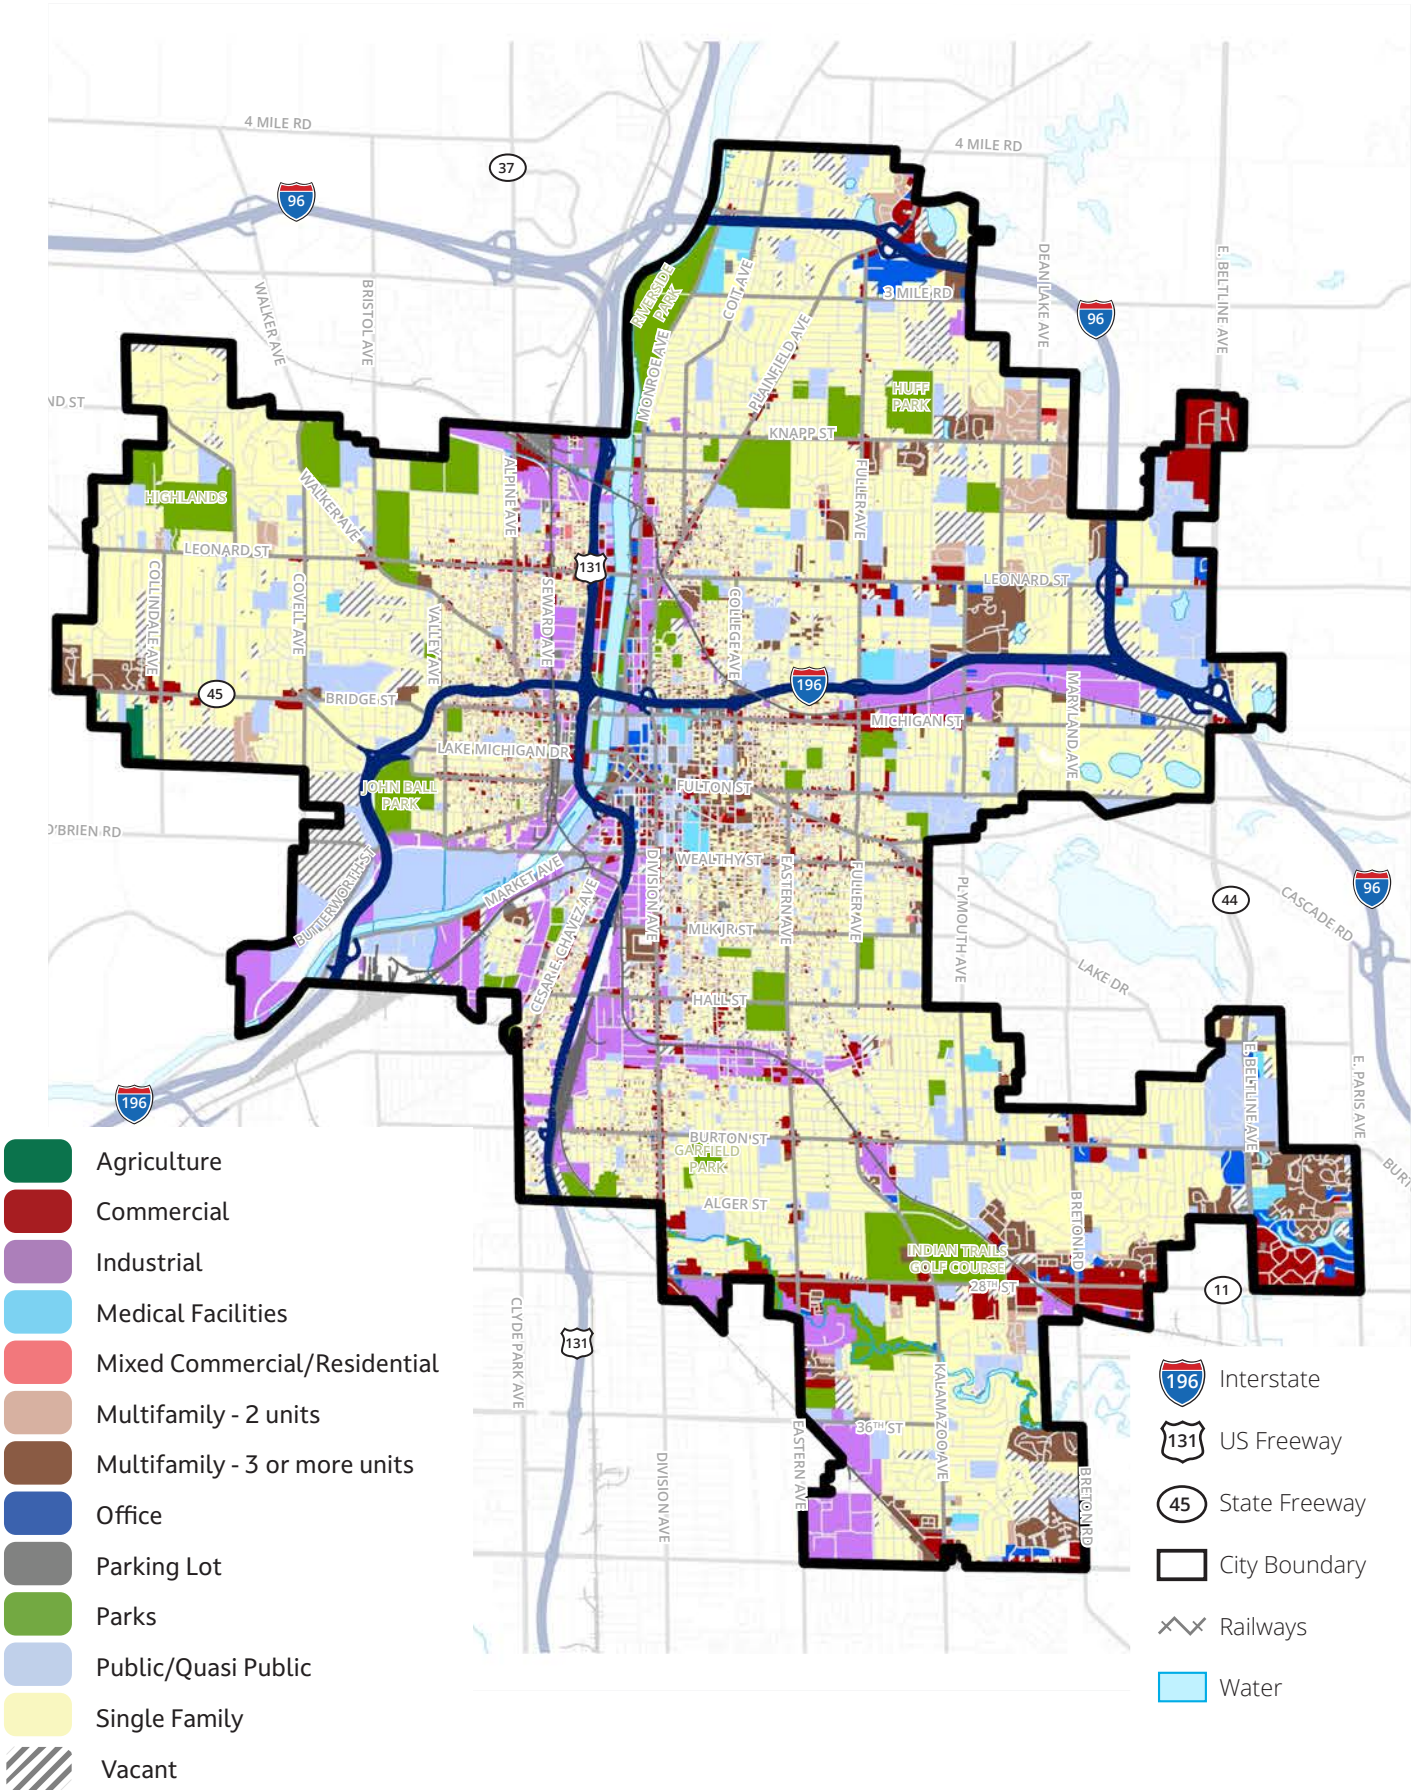 4 MILE RD
4 MILE RD
37
96
RIVERSIDE
PARK
COIT AVE
3 MILE RD
DEAN LAKE AVE
E. BELTLINE AVE
WALKER AVE
BRISTOL AVE
96
MONROE AVE
PLAINFIELD AVE
HUFF
PARK
ND ST
KNAPP ST
HIGHLANDS
WALKER AVE
ALPINE AVE
FULLER AVE
LEONARD ST
131
LEONARD ST
COLLINDALE AVE
COVELL AVE
VALLEY AVE
SEWARD AVE
COLLEGE AVE
45
BRIDGE ST
196
MARYLAND AVE
MICHIGAN ST
LAKE MICHIGAN DR
JOHN BALL
PARK
FULTON ST
O'BRIEN RD
BUTTERWORTH ST
MARKET AVE
DIVISION AVE
WEALTHY ST
EASTERN AVE
FULLER AVE
PLYMOUTH AVE
96
44
CASCADE RD
CESAR E. CHAVEZ AVE
MLK JR ST
LAKE DR
HALL ST
E. BELTLINE AVE
E. PARIS AVE
196
BURTON ST
GARFIELD
PARK
BURT
ALGER ST
BRETON RD
INDIAN TRAILS
GOLF COURSE
28TH ST
11
CLYDE PARK AVE
131
KALAMAZOO AVE
36TH ST
EASTERN AVE
DIVISION AVE
BRETON RD
Agriculture
Commercial
Industrial
Medical Facilities
Mixed Commercial/Residential
Multifamily - 2 units
Multifamily - 3 or more units
Office
Parking Lot
Parks
Public/Quasi Public
Single Family
Vacant
196 Interstate
131 US Freeway
45 State Freeway
City Boundary
Railways
Water